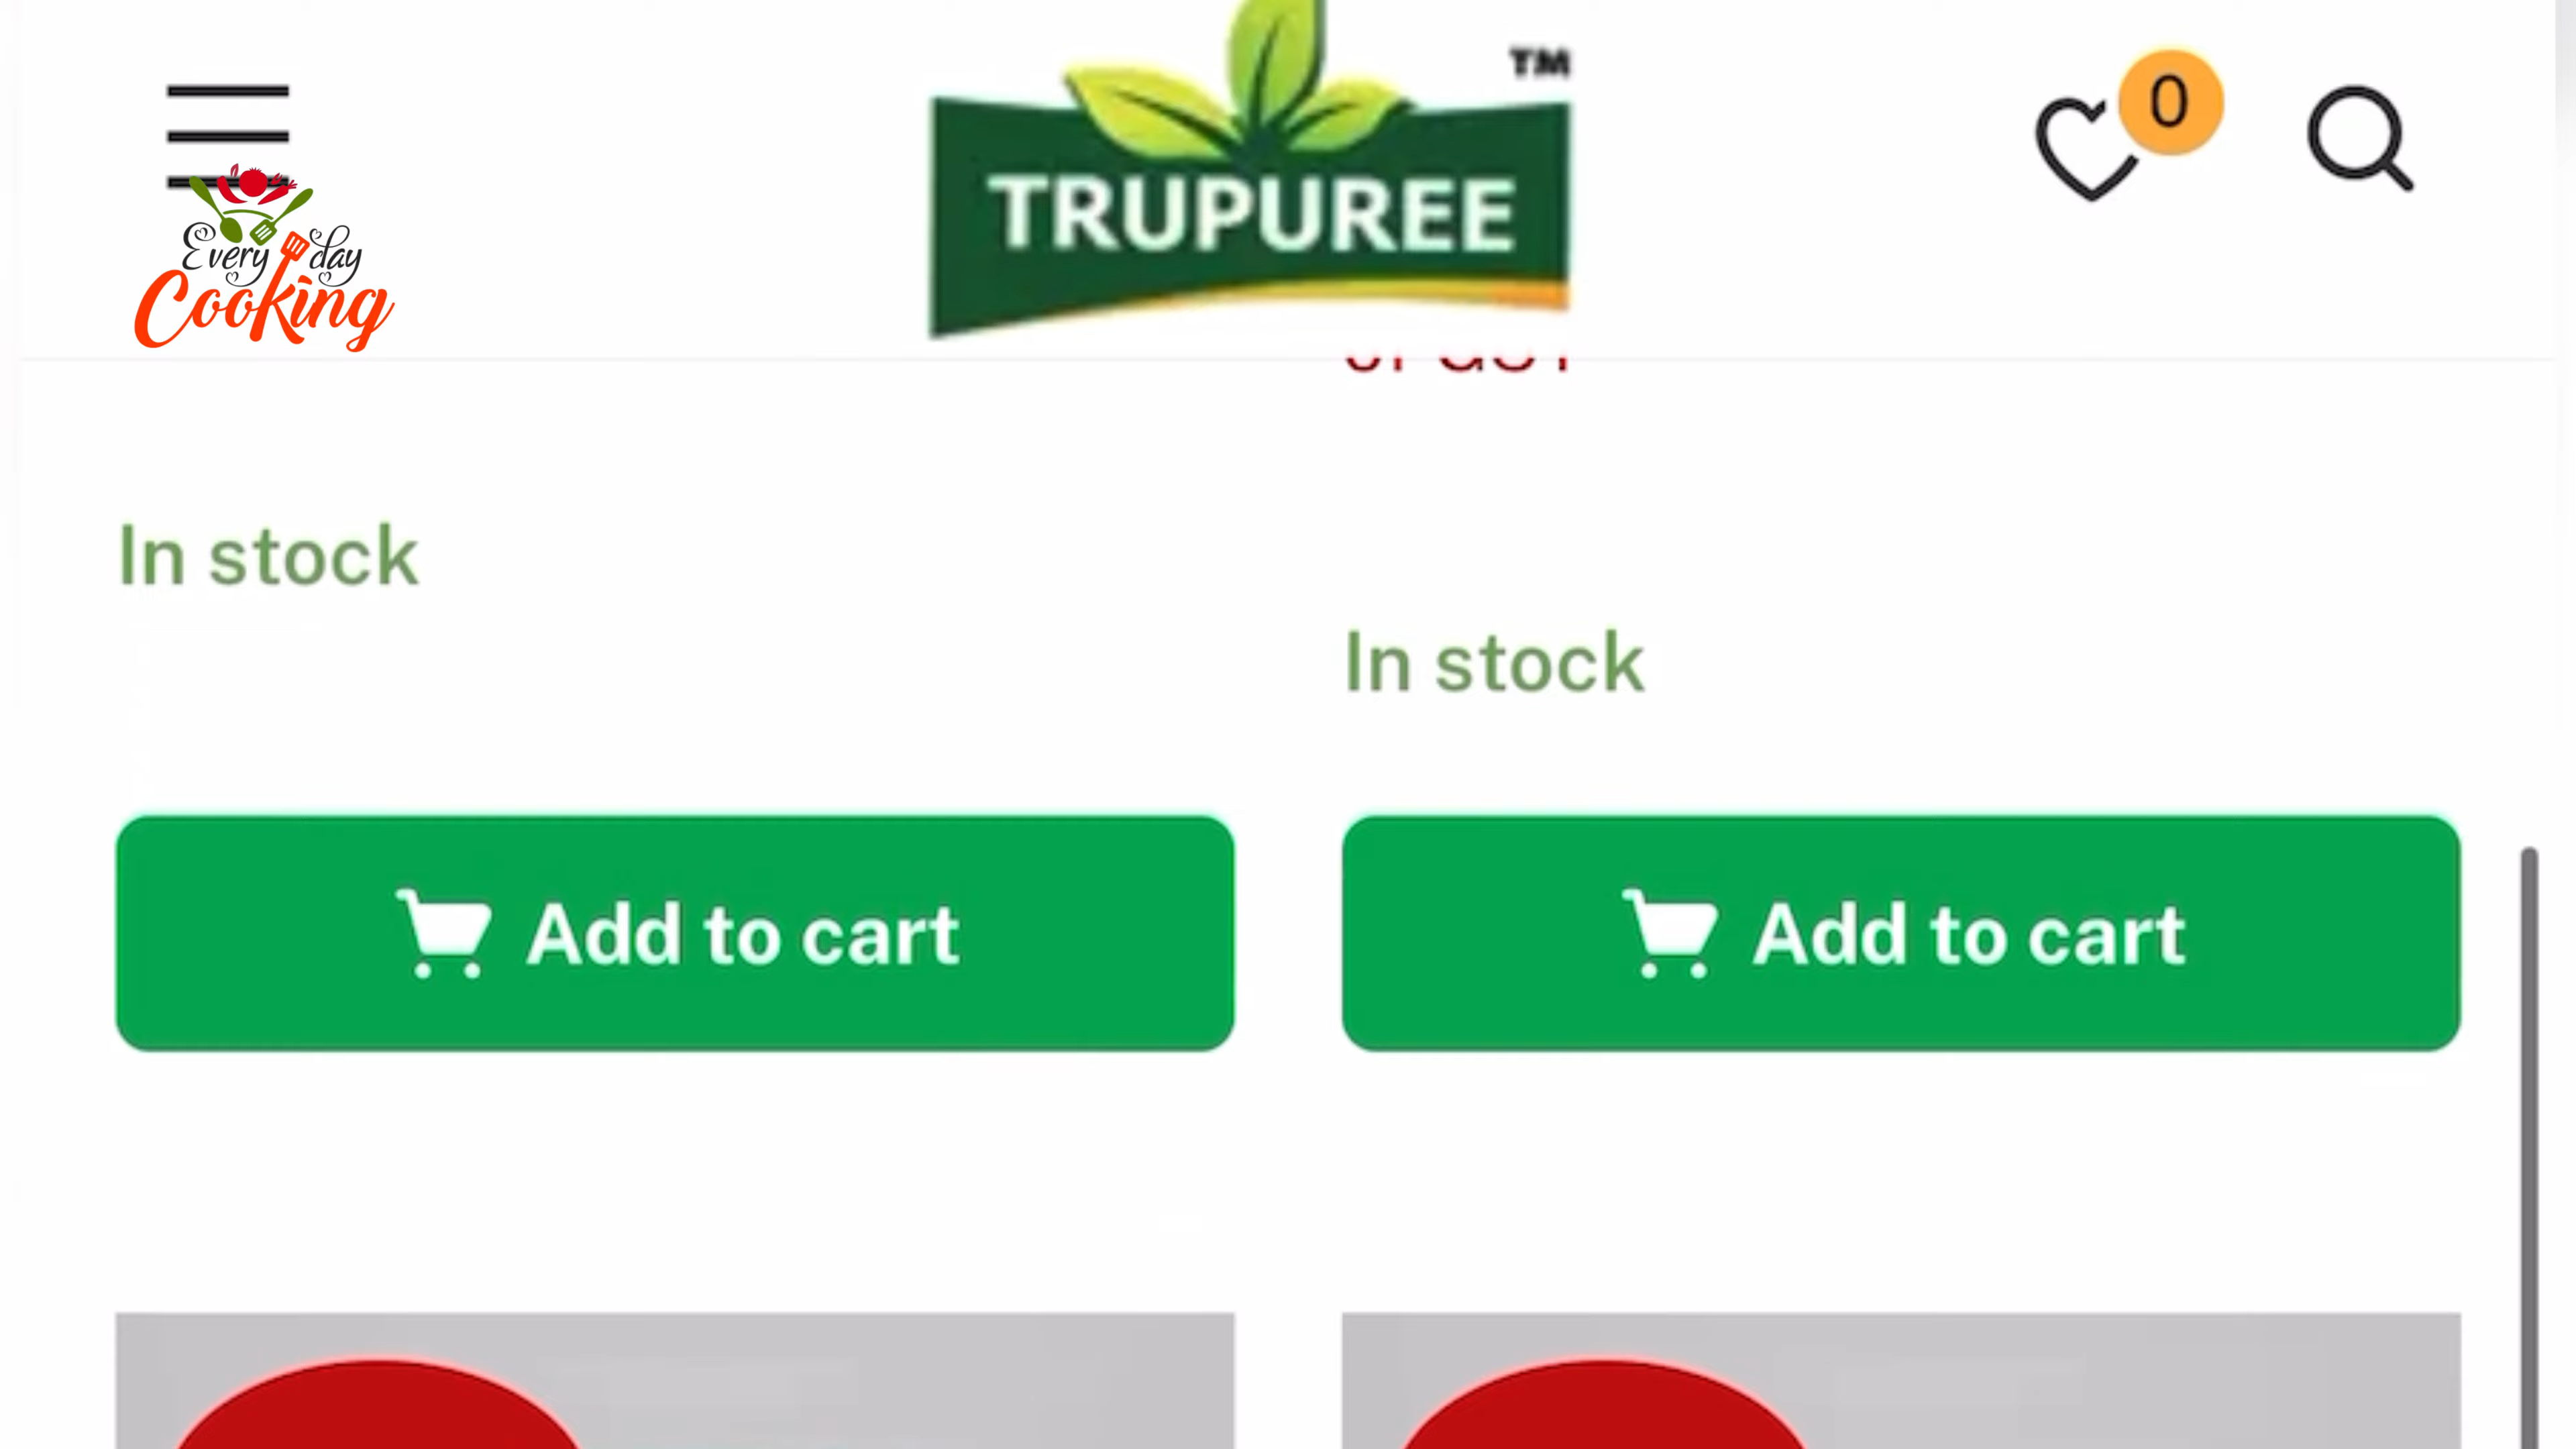 TM
TRUPUREE
0
Every day
Cooking
In stock
In stock
Add to cart
Add to cart